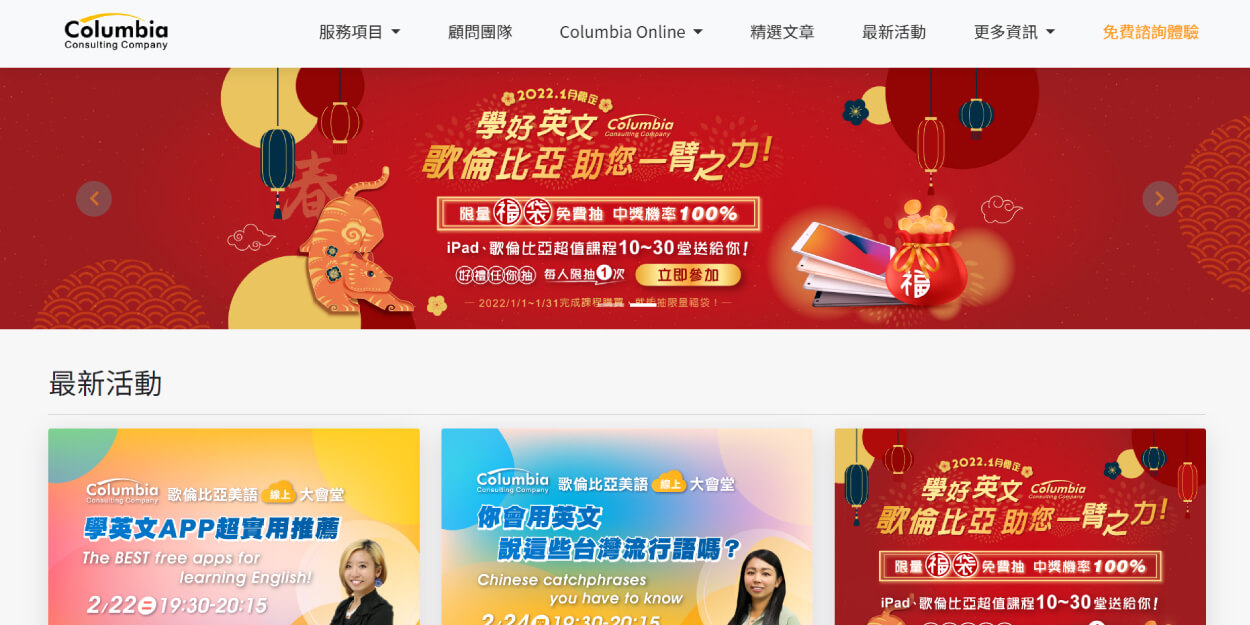 Columbia
Consulting Company
服務項目
顧問團隊
Columbia Online
精選文章
最新活動
更多資訊
免費諮詢體驗
2022.1月限定
學好英文 Columbia
Consulting Company
歌倫比亞 助您一臂之力!
限量福袋免費抽 中獎機率100%
iPad、歌倫比亞超值課程10~30堂送給你!
好禮任你抽 每人限抽1次 立即參加
2022/1/1~1/31完成課程購買、就能抽限量福袋!
春
福
最新活動
Columbia
Consulting Company
歌倫比亞美語 線上 大會堂
學英文APP超實用推薦
The BEST free apps for
learning English!
2/22二19:30-20:15
Columbia
Consulting Company
歌倫比亞美語 線上 大會堂
你會用英文
說這些台灣流行語嗎?
Chinese catchphrases
you have to know
2022.1月限定
學好英文 Columbia
Consulting Company
歌倫比亞 助您一臂之力!
限量福袋免費抽 中獎機率100%
iPad、歌倫比亞超值課程10~30堂送給你!